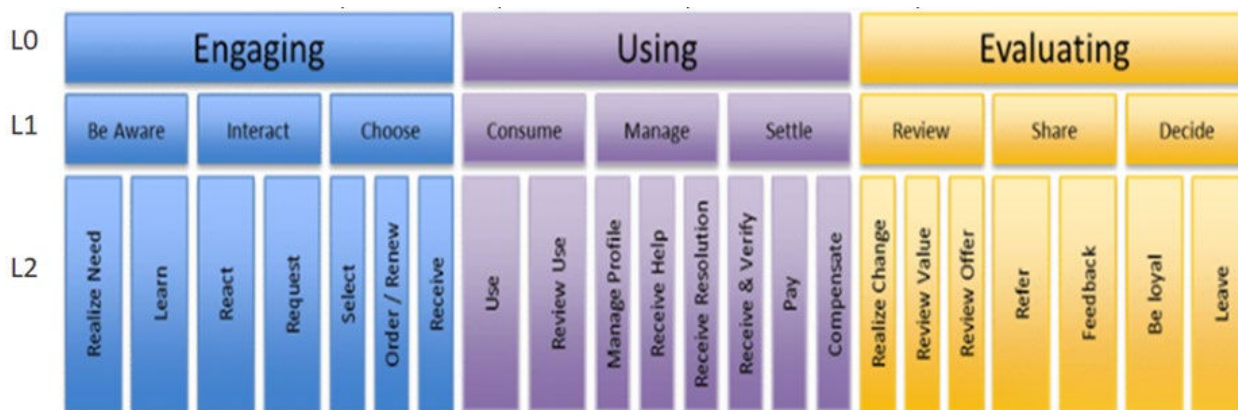 L0
Engaging
Using
Evaluating
L1
Be Aware
Interact
Choose
Consume
Manage
Settle
Review
Share
Decide
L2
Realize Need
Learn
React
Request
Select
Order / Renew
Receive
Use
Review Use
Manage Profile
Receive Help
Receive Resolution
Receive & Verify
Pay
Compensate
Realize Change
Review Value
Review Offer
Refer
Feedback
Be loyal
Leave